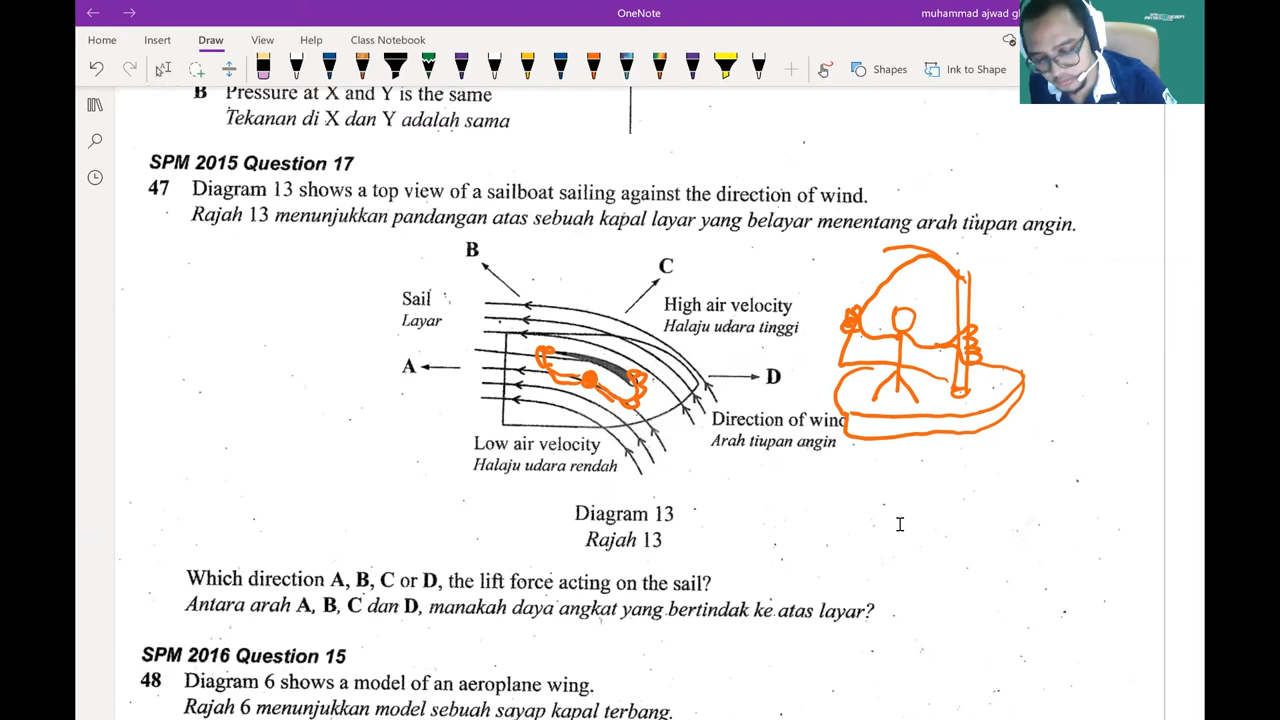 OneNote
muhammad ajwad
Home Insert Draw View Help Class Notebook
Shapes Ink to Shape
B Pressure at X and Y is the same
Tekanan di X dan Y adalah sama
SPM 2015 Question 17
47 Diagram 13 shows a top view of a sailboat sailing against the direction of wind.
Rajah 13 menunjukkan pandangan atas sebuah kapal layar yang belayar menentang arah tiupan angin.
B
C
Sail
Layar
High air velocity
Halaju udara tinggi
A
D
Direction of wind
Arah tiupan angin
Low air velocity
Halaju udara rendah
Diagram 13
Rajah 13
Which direction A, B, C or D, the lift force acting on the sail?
Antara arah A, B, C dan D, manakah daya angkat yang bertindak ke atas layar?
SPM 2016 Question 15
48 Diagram 6 shows a model of an aeroplane wing.
Rajah 6 menunjukkan model sebuah sayap kapal terbang.